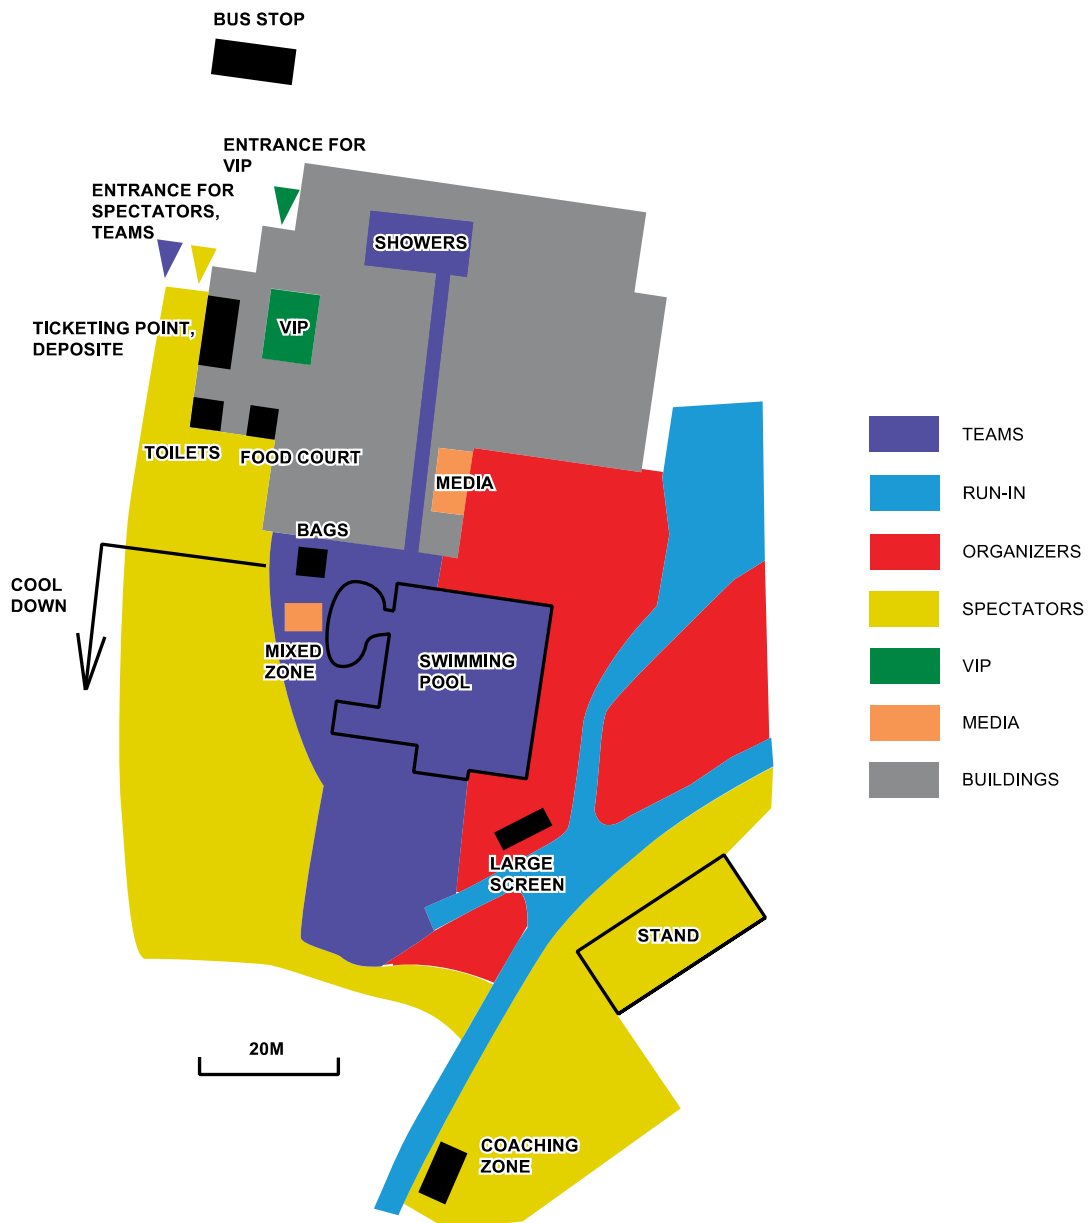 BUS STOP
ENTRANCE FOR
VIP
ENTRANCE FOR
SPECTATORS,
TEAMS
SHOWERS
TICKETING POINT,
DEPOSITE
VIP
TOILETS
FOOD COURT
MEDIA
BAGS
COOL
DOWN
MIXED
ZONE
SWIMMING
POOL
LARGE
SCREEN
STAND
20M
COACHING
ZONE
TEAMS
RUN-IN
ORGANIZERS
SPECTATORS
VIP
MEDIA
BUILDINGS